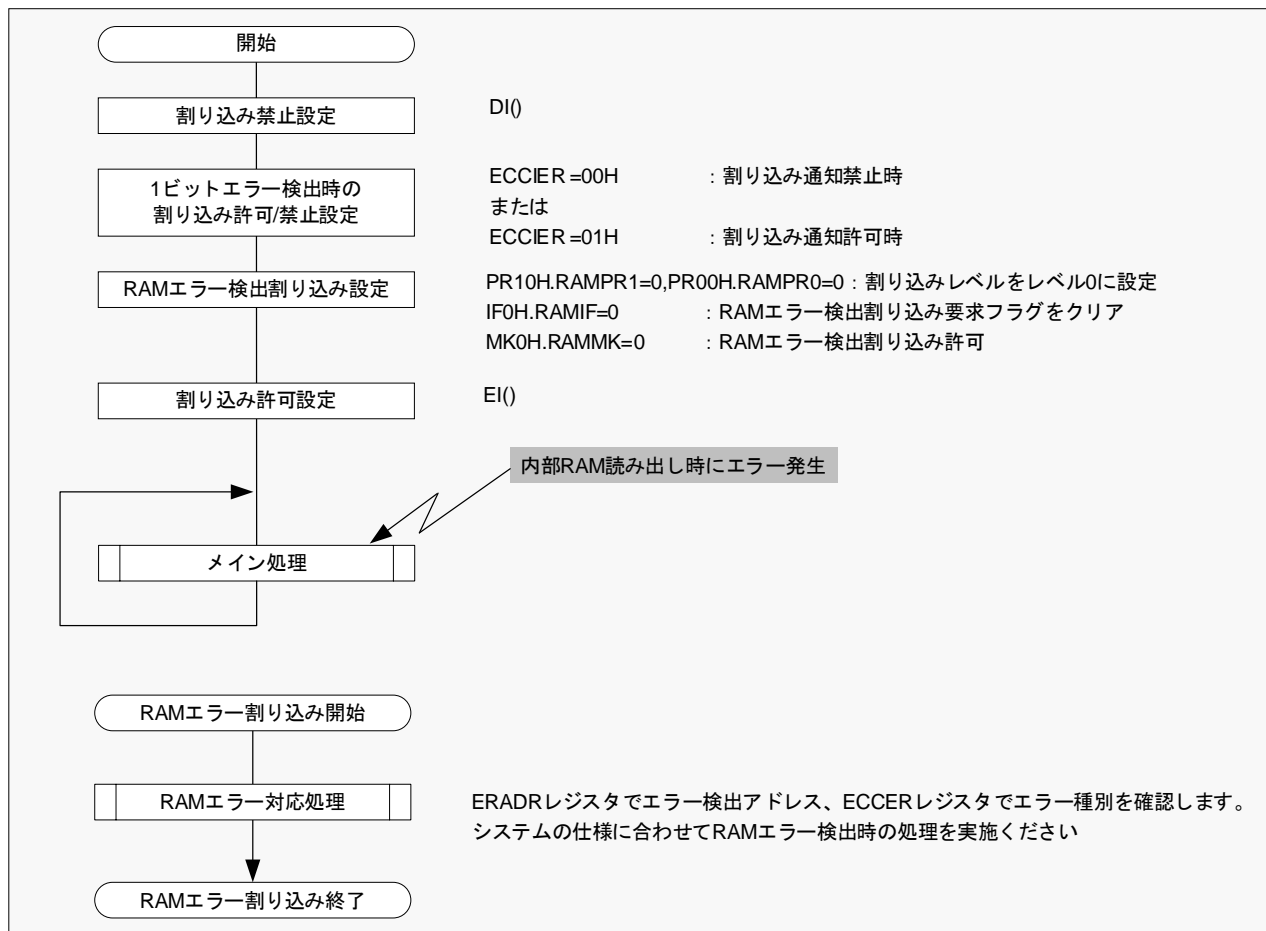 開始
割り込み禁止設定
DI()
1ビットエラー検出時の
割り込み許可/禁止設定
ECCIER =00H ：割り込み通知禁止時
または
ECCIER =01H ：割り込み通知許可時
RAMエラー検出割り込み設定
PR10H.RAMPR1=0,PR00H.RAMPR0=0：割り込みレベルをレベル0に設定
IF0H.RAMIF=0 ：RAMエラー検出割り込み要求フラグをクリア
MK0H.RAMMK=0 ：RAMエラー検出割り込み許可
割り込み許可設定
EI()
内部RAM読み出し時にエラー発生
メイン処理
RAMエラー割り込み開始
RAMエラー対応処理
ERADRレジスタでエラー検出アドレス、ECCERレジスタでエラー種別を確認します。
システムの仕様に合わせてRAMエラー検出時の処理を実施ください
RAMエラー割り込み終了